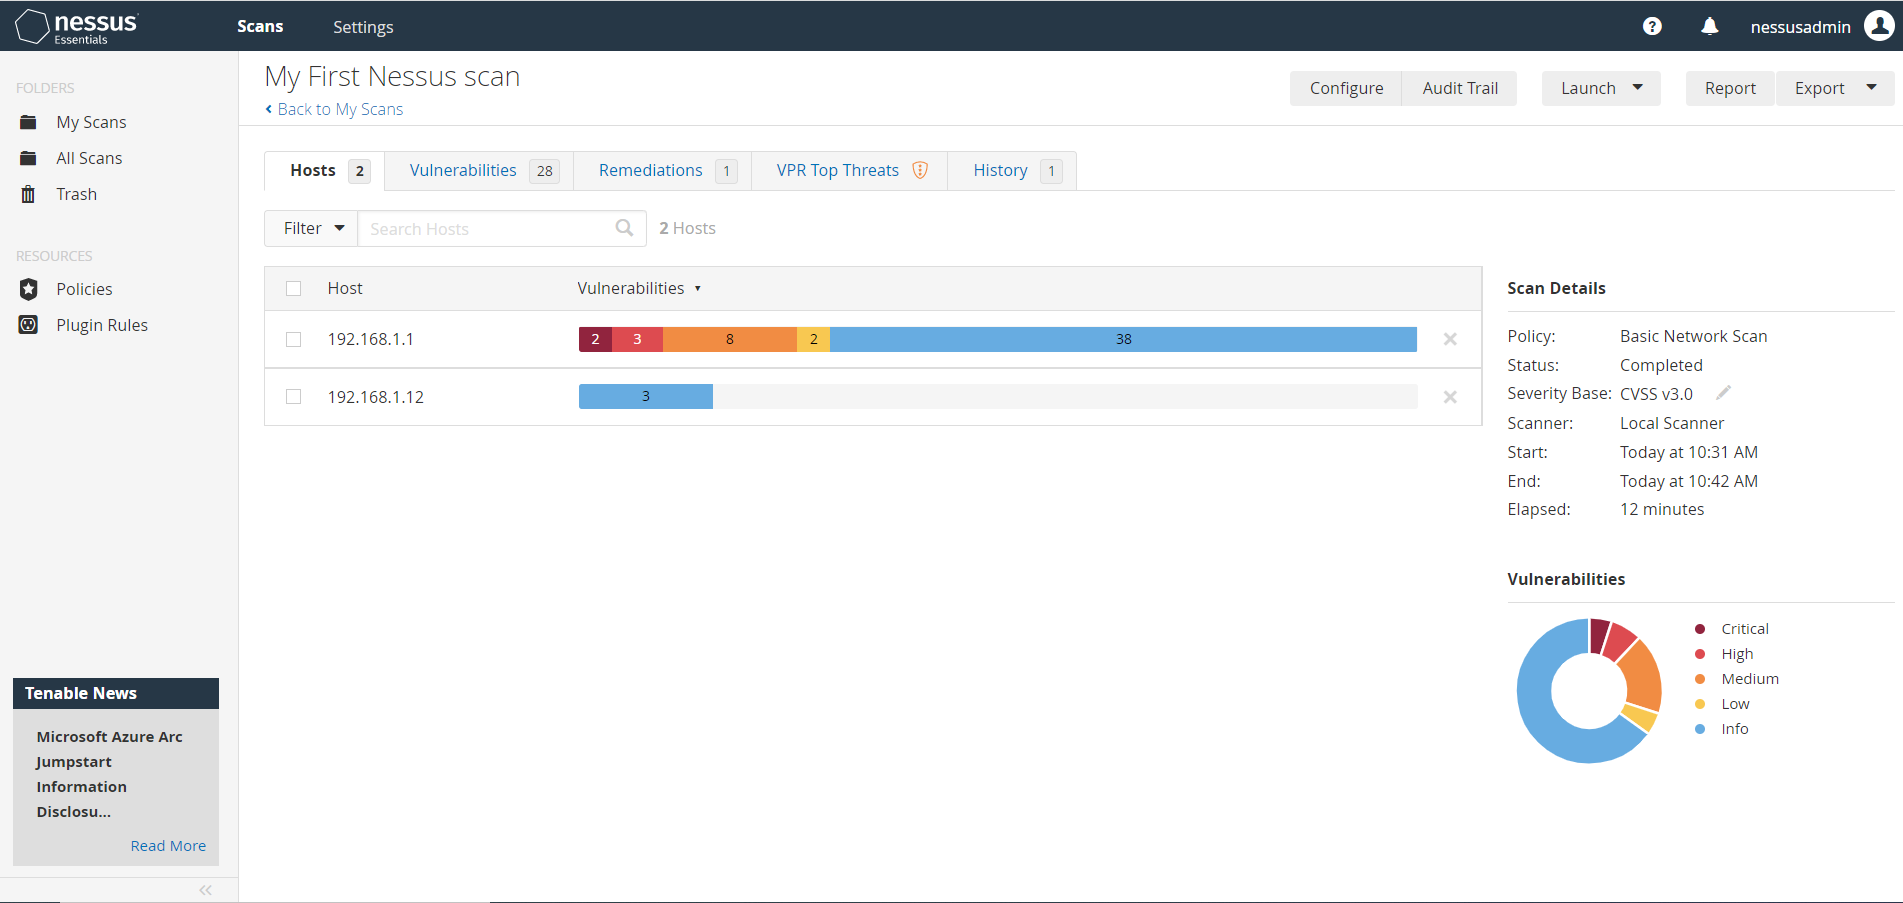 nessus
Essentials
Scans
Settings
?
nessusadmin
FOLDERS
My Scans
All Scans
Trash
RESOURCES
Policies
Plugin Rules
Tenable News
Microsoft Azure Arc
Jumpstart
Information
Disclosu...
Read More
My First Nessus scan
Back to My Scans
Configure
Audit Trail
Launch
Report
Export
Hosts 2
Vulnerabilities 28
Remediations 1
VPR Top Threats
History 1
Filter
Search Hosts
2 Hosts
Host
Vulnerabilities
192.168.1.1
2 3 8 2 38
192.168.1.12
3
Scan Details
Policy: Basic Network Scan
Status: Completed
Severity Base: CVSS v3.0
Scanner: Local Scanner
Start: Today at 10:31 AM
End: Today at 10:42 AM
Elapsed: 12 minutes
Vulnerabilities
Critical
High
Medium
Low
Info